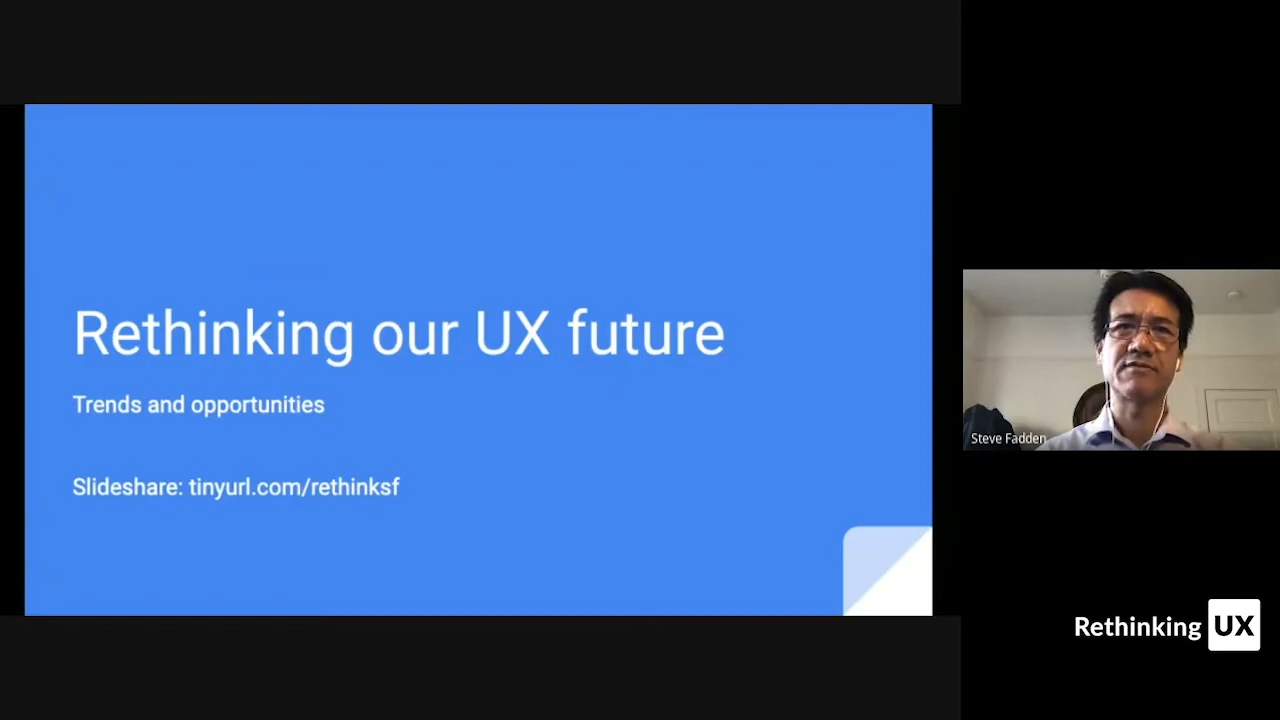 Rethinking our UX future
Trends and opportunities
Slideshare: tinyurl.com/rethinksf
Steve Fadden
Rethinking UX